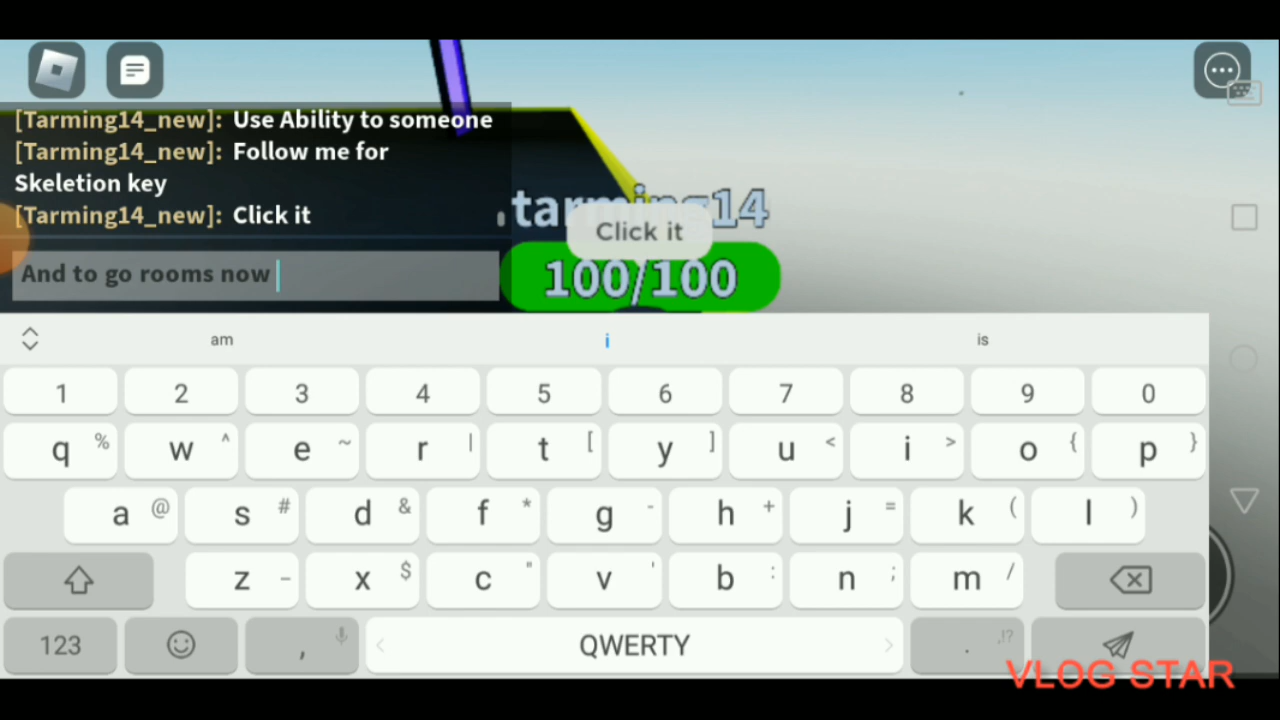 [Tarming14_new]: Use Ability to someone
[Tarming14_new]: Follow me for
Skeletion key
[Tarming14_new]: Click it
And to go rooms now
tarming14
Click it
100/100
am i is
1 2 3 4 5 6 7 8 9 0
q % w ^ e ~ r | t [ y ] u < i > o { p }
a @ s # d & f * g - h + j = k ( l )
z _ x $ c " v ' b : n ; m /
123 , < QWERTY > . ,!?
VLOG STAR